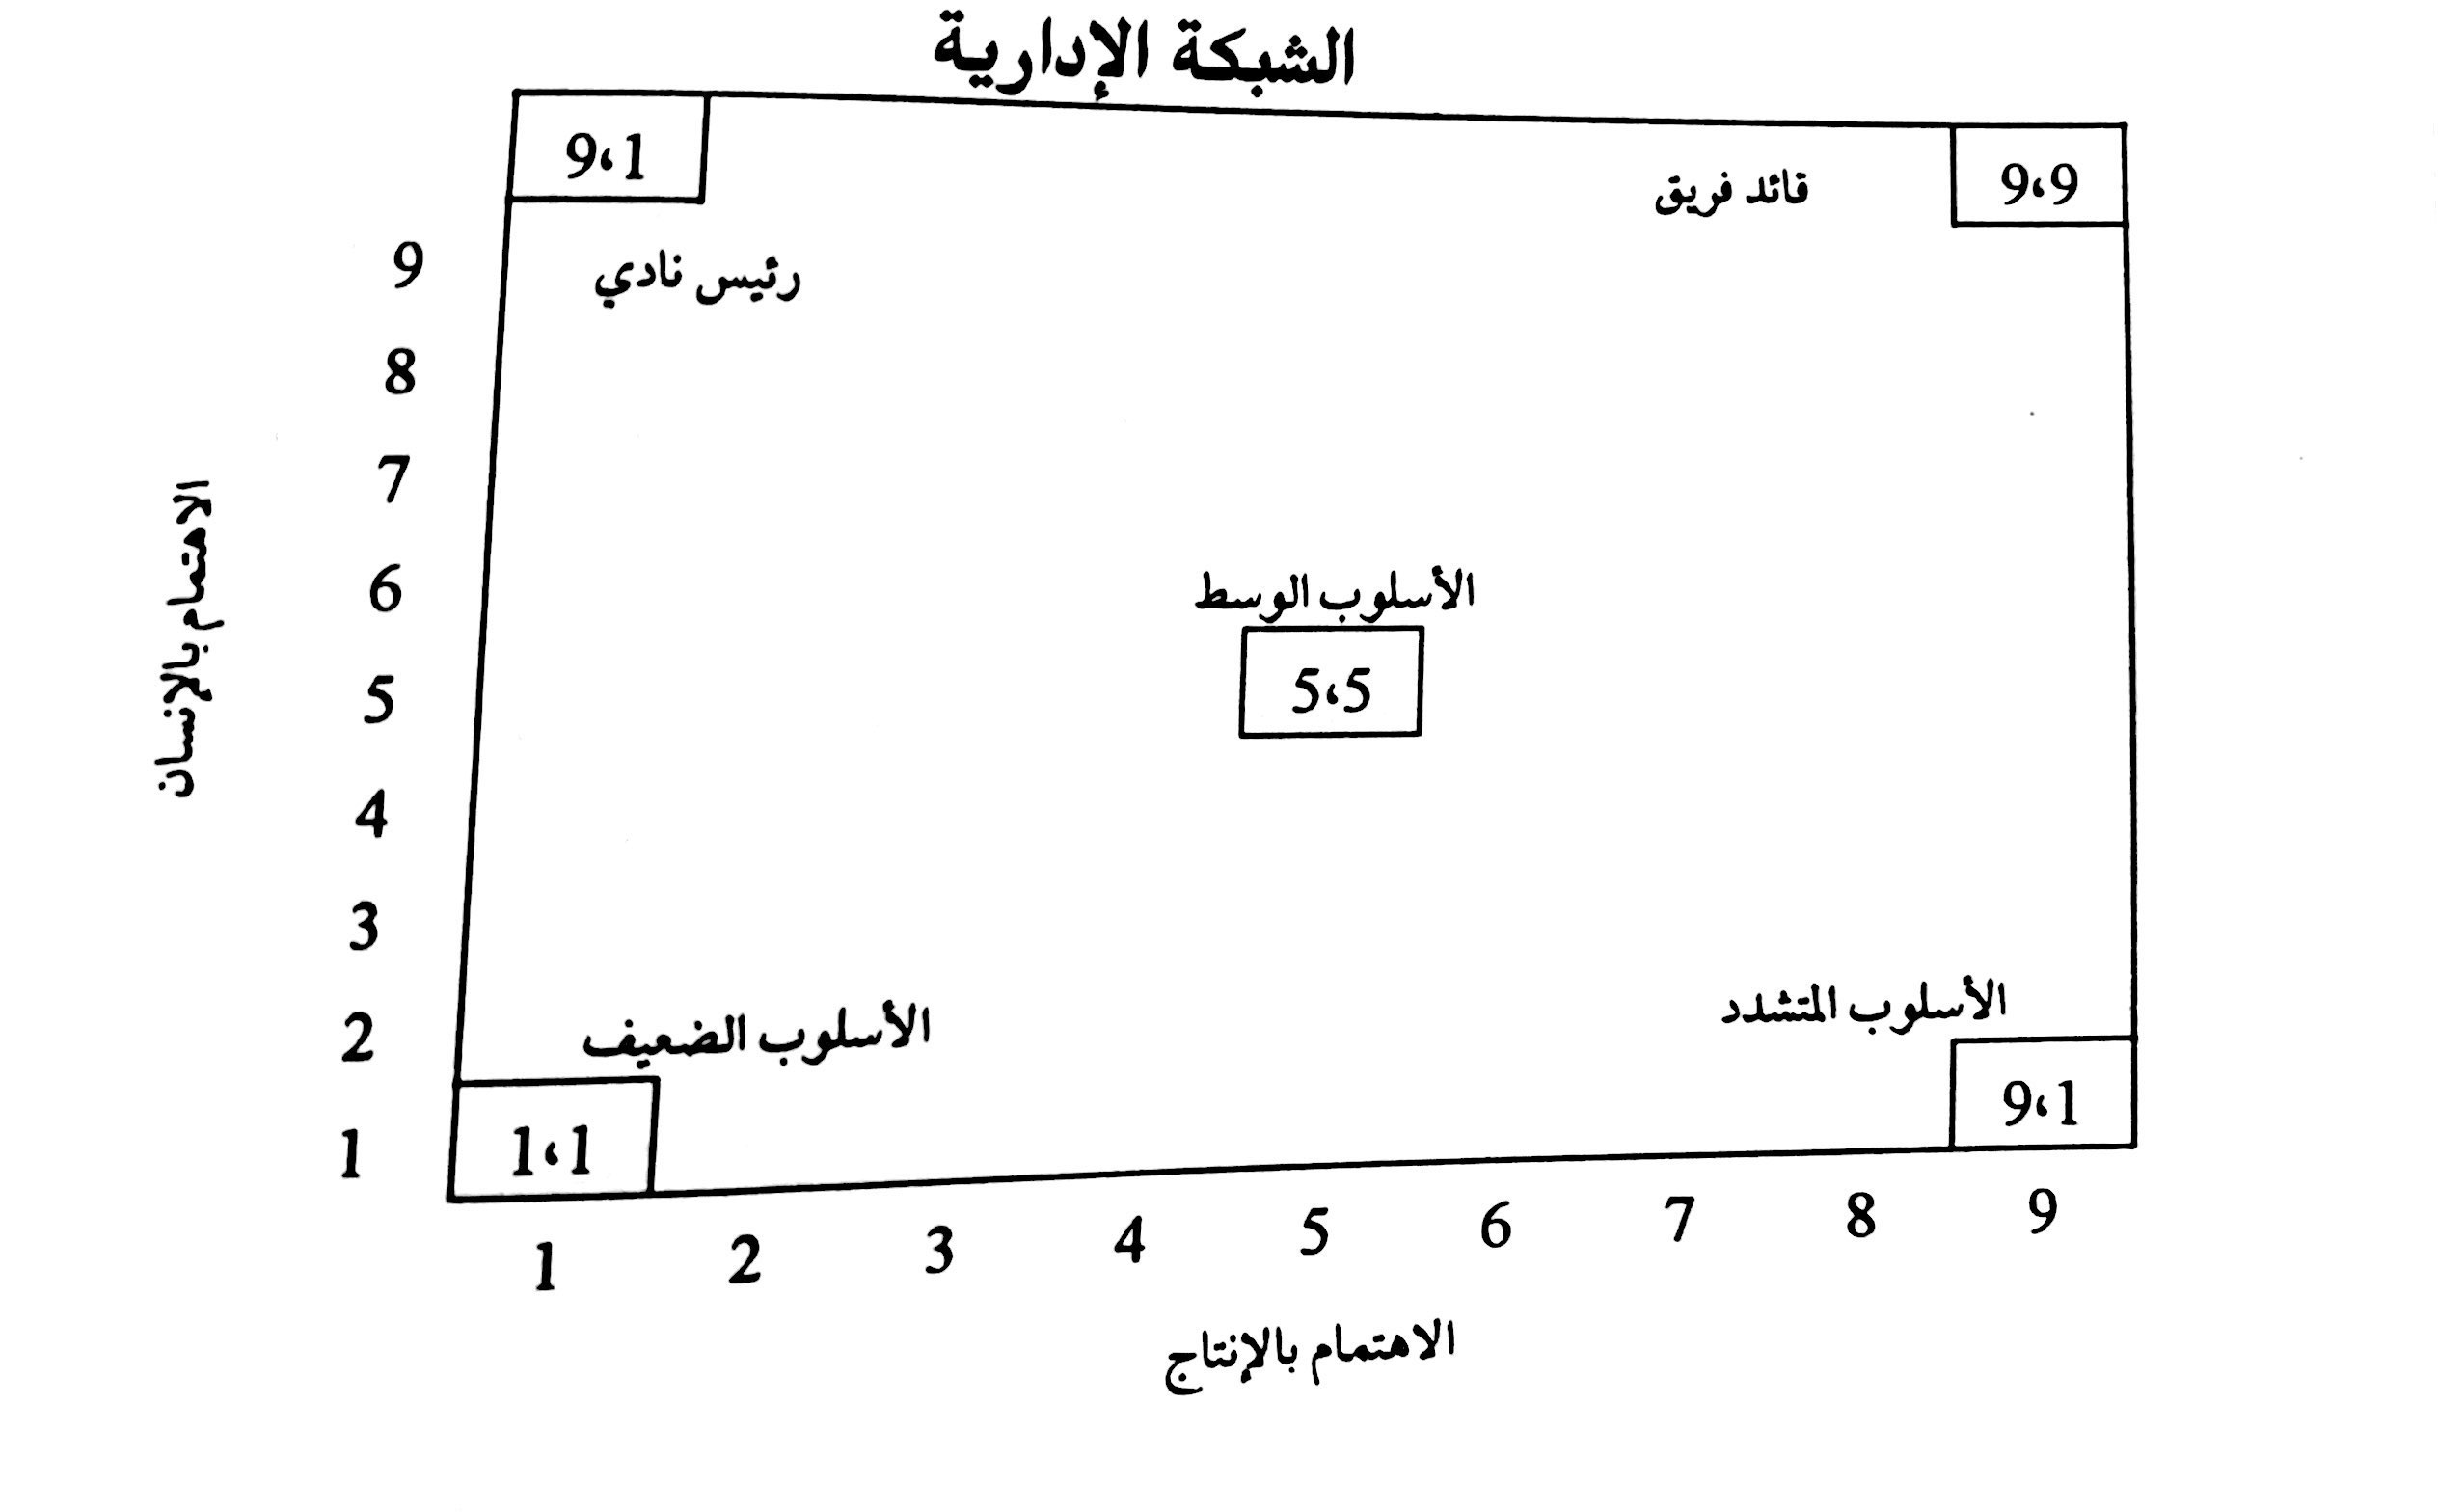 الشبكة الإدارية
9،1
9،9
قائد فريق
رئيس نادي
9
8
7
6
5
4
3
2
1
الاهتمام بالإنسان
الأسلوب الوسط
5،5
الأسلوب المتشدد
الأسلوب الضعيف
9،1
1،1
1 2 3 4 5 6 7 8 9
الاهتمام بالإنتاج